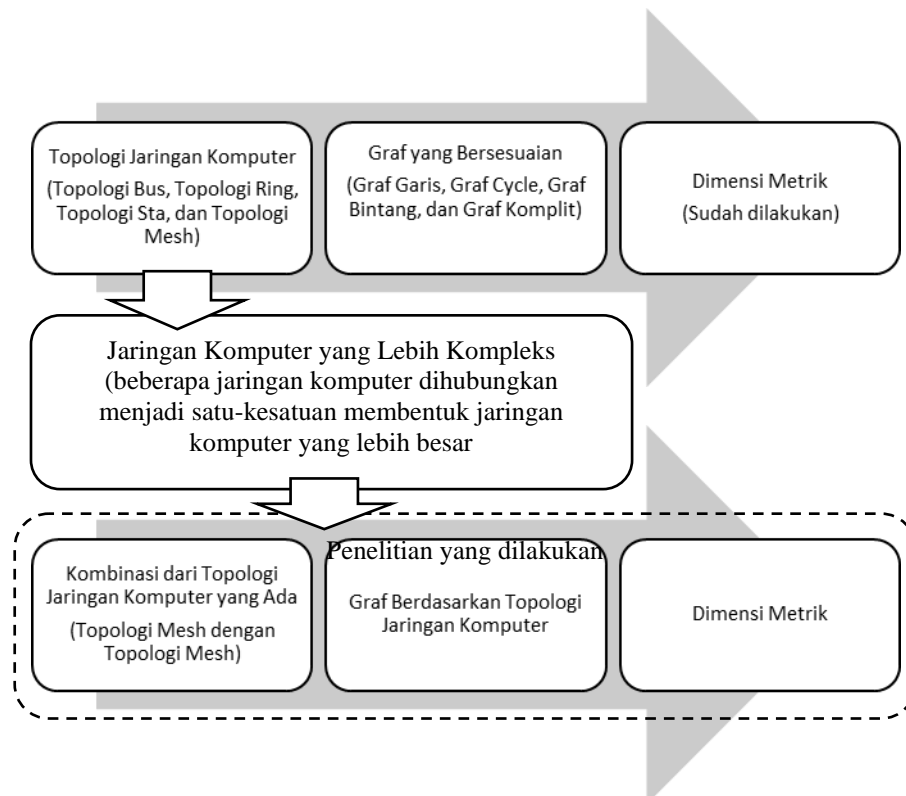 Topologi Jaringan Komputer
(Topologi Bus, Topologi Ring,
Topologi Sta, dan Topologi
Mesh)
Graf yang Bersesuaian
(Graf Garis, Graf Cycle, Graf
Bintang, dan Graf Komplit)
Dimensi Metrik
(Sudah dilakukan)
Jaringan Komputer yang Lebih Kompleks
(beberapa jaringan komputer dihubungkan
menjadi satu-kesatuan membentuk jaringan
komputer yang lebih besar
Penelitian yang dilakukan
Kombinasi dari Topologi
Jaringan Komputer yang Ada
(Topologi Mesh dengan
Topologi Mesh)
Graf Berdasarkan Topologi
Jaringan Komputer
Dimensi Metrik